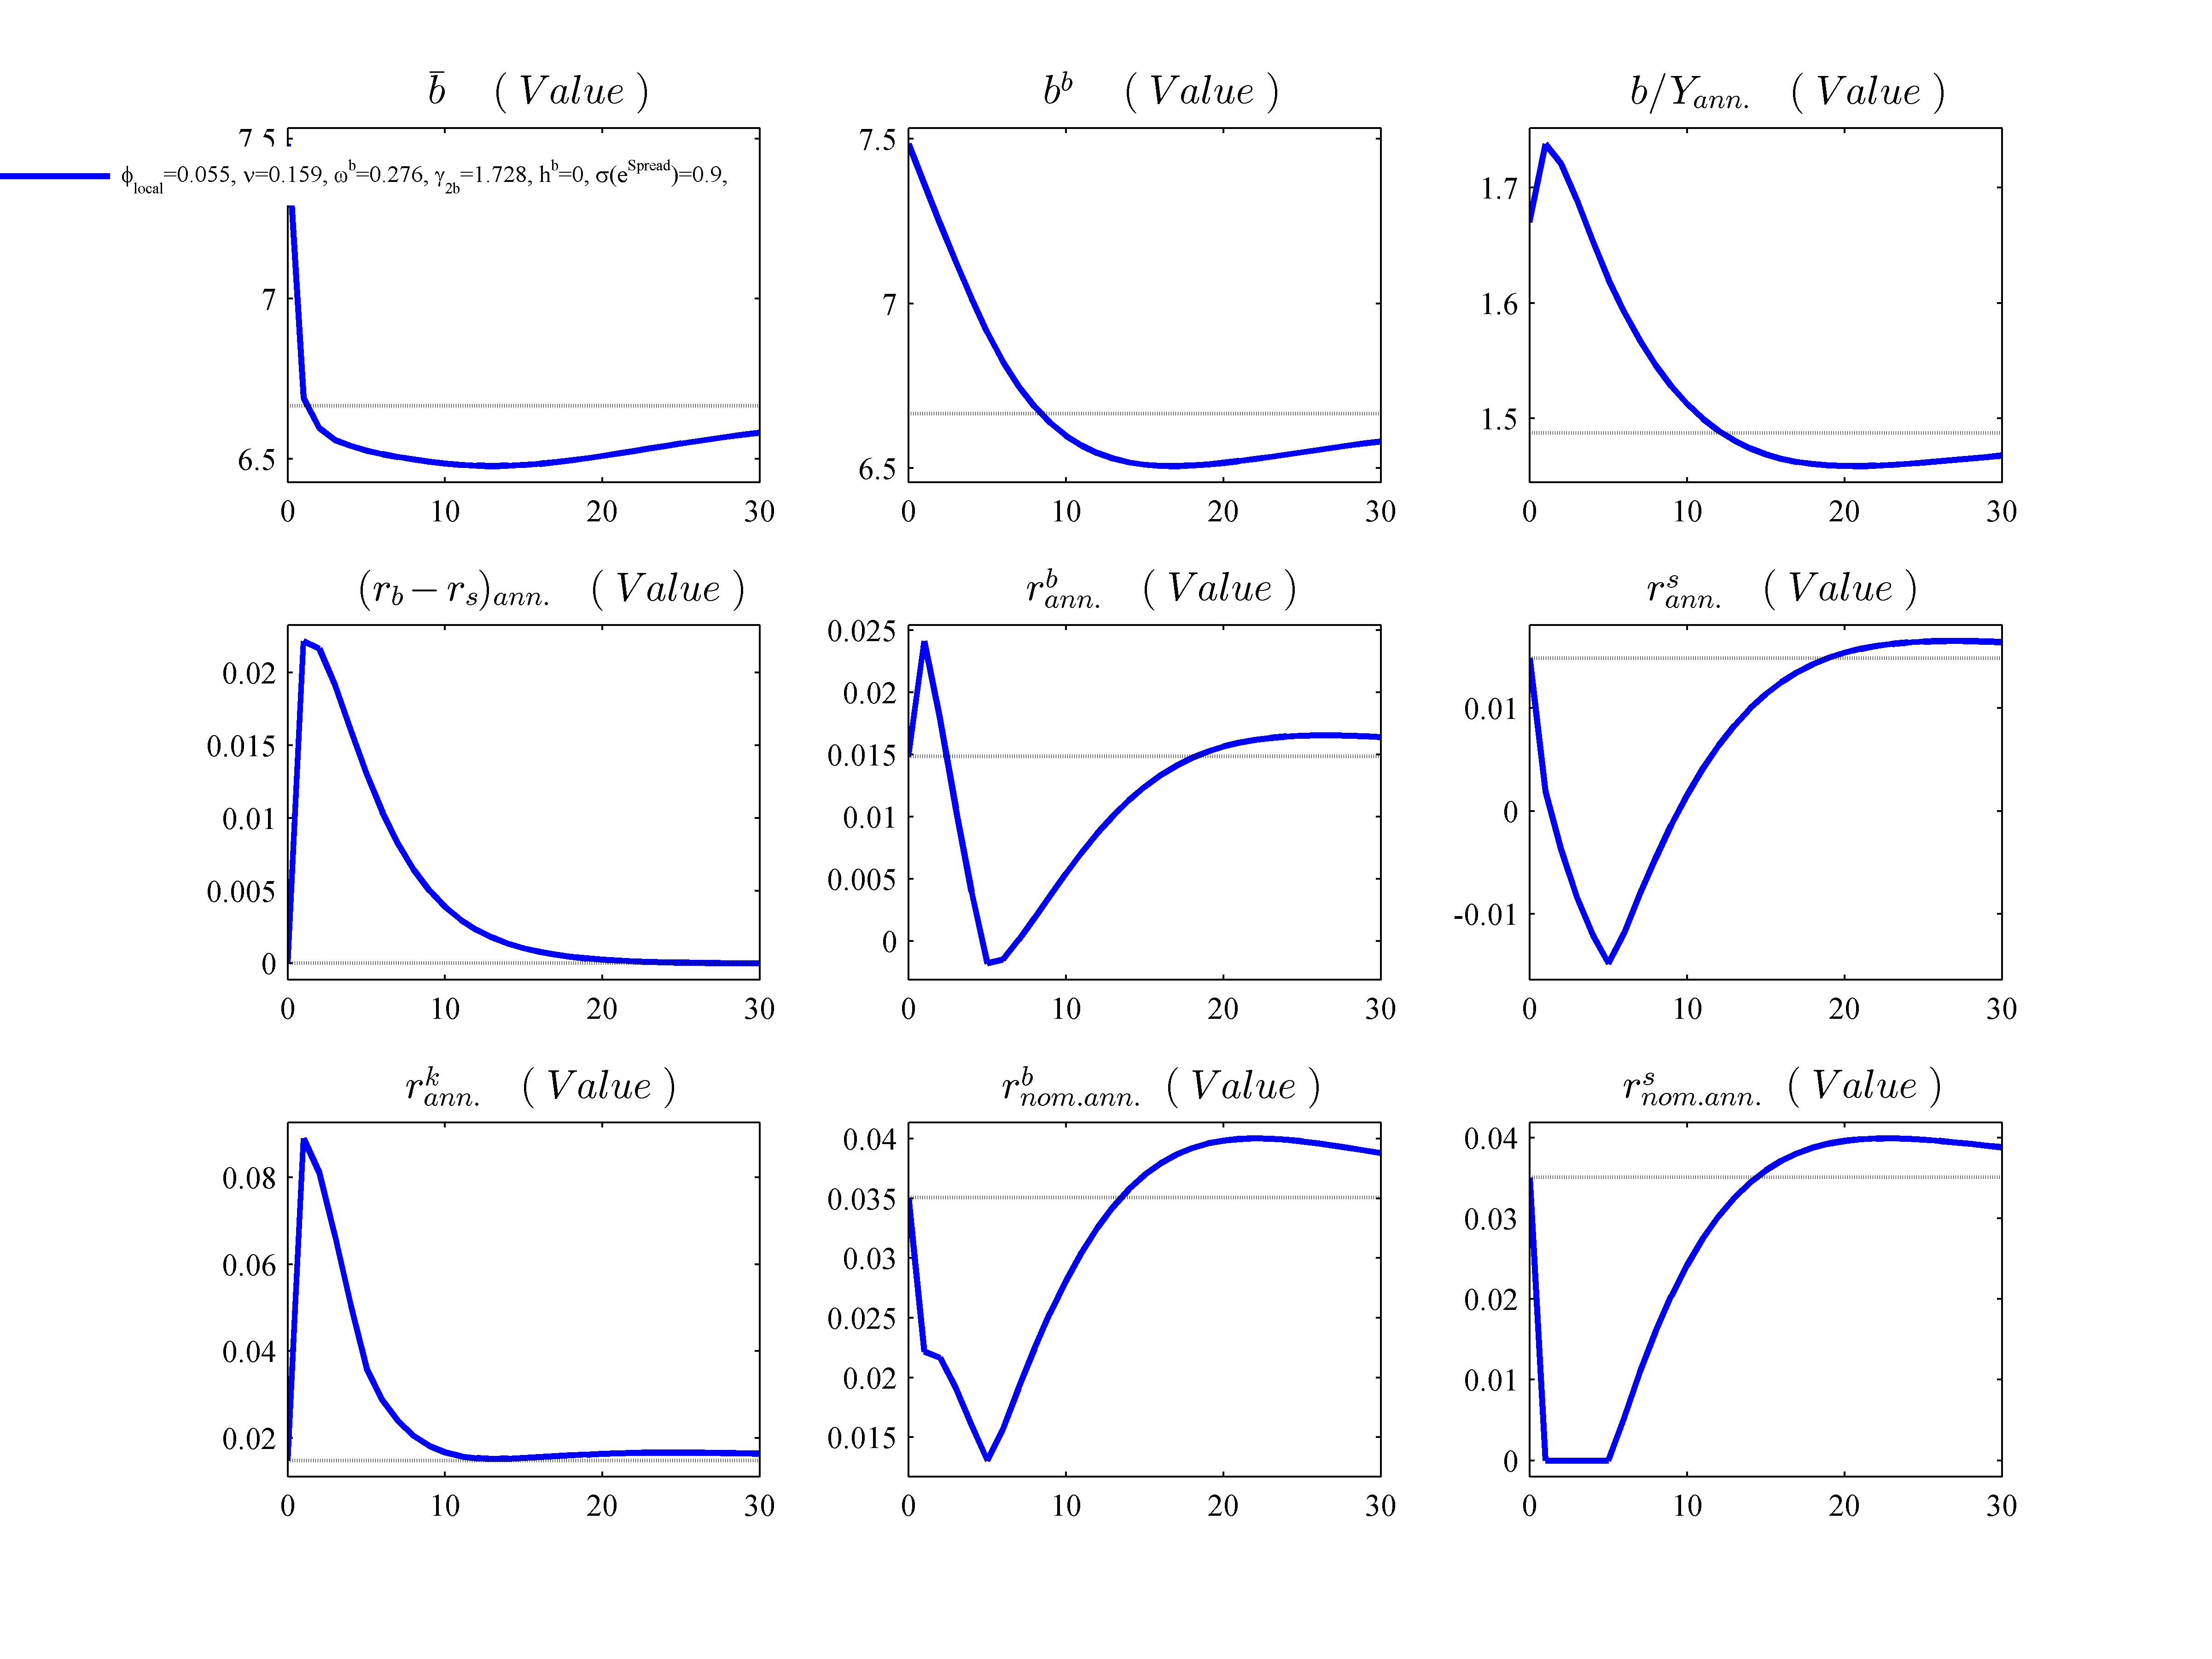 b̄ ( Value )
b^b ( Value )
b/Y_ann. ( Value )
7.5
7
6.5
0 10 20 30
ϕ_local=0.055, ν=0.159, ω^b=0.276, γ_2b=1.728, h^b=0, σ(e^Spread)=0.9,
7.5
7
6.5
0 10 20 30
1.7
1.6
1.5
0 10 20 30
(r_b − r_s)_ann. ( Value )
r^b_ann. ( Value )
r^s_ann. ( Value )
0.02
0.015
0.01
0.005
0
0 10 20 30
0.025
0.02
0.015
0.01
0.005
0
0 10 20 30
0.01
0
-0.01
0 10 20 30
r^k_ann. ( Value )
r^b_nom.ann. ( Value )
r^s_nom.ann. ( Value )
0.08
0.06
0.04
0.02
0 10 20 30
0.04
0.035
0.03
0.025
0.02
0.015
0 10 20 30
0.04
0.03
0.02
0.01
0
0 10 20 30